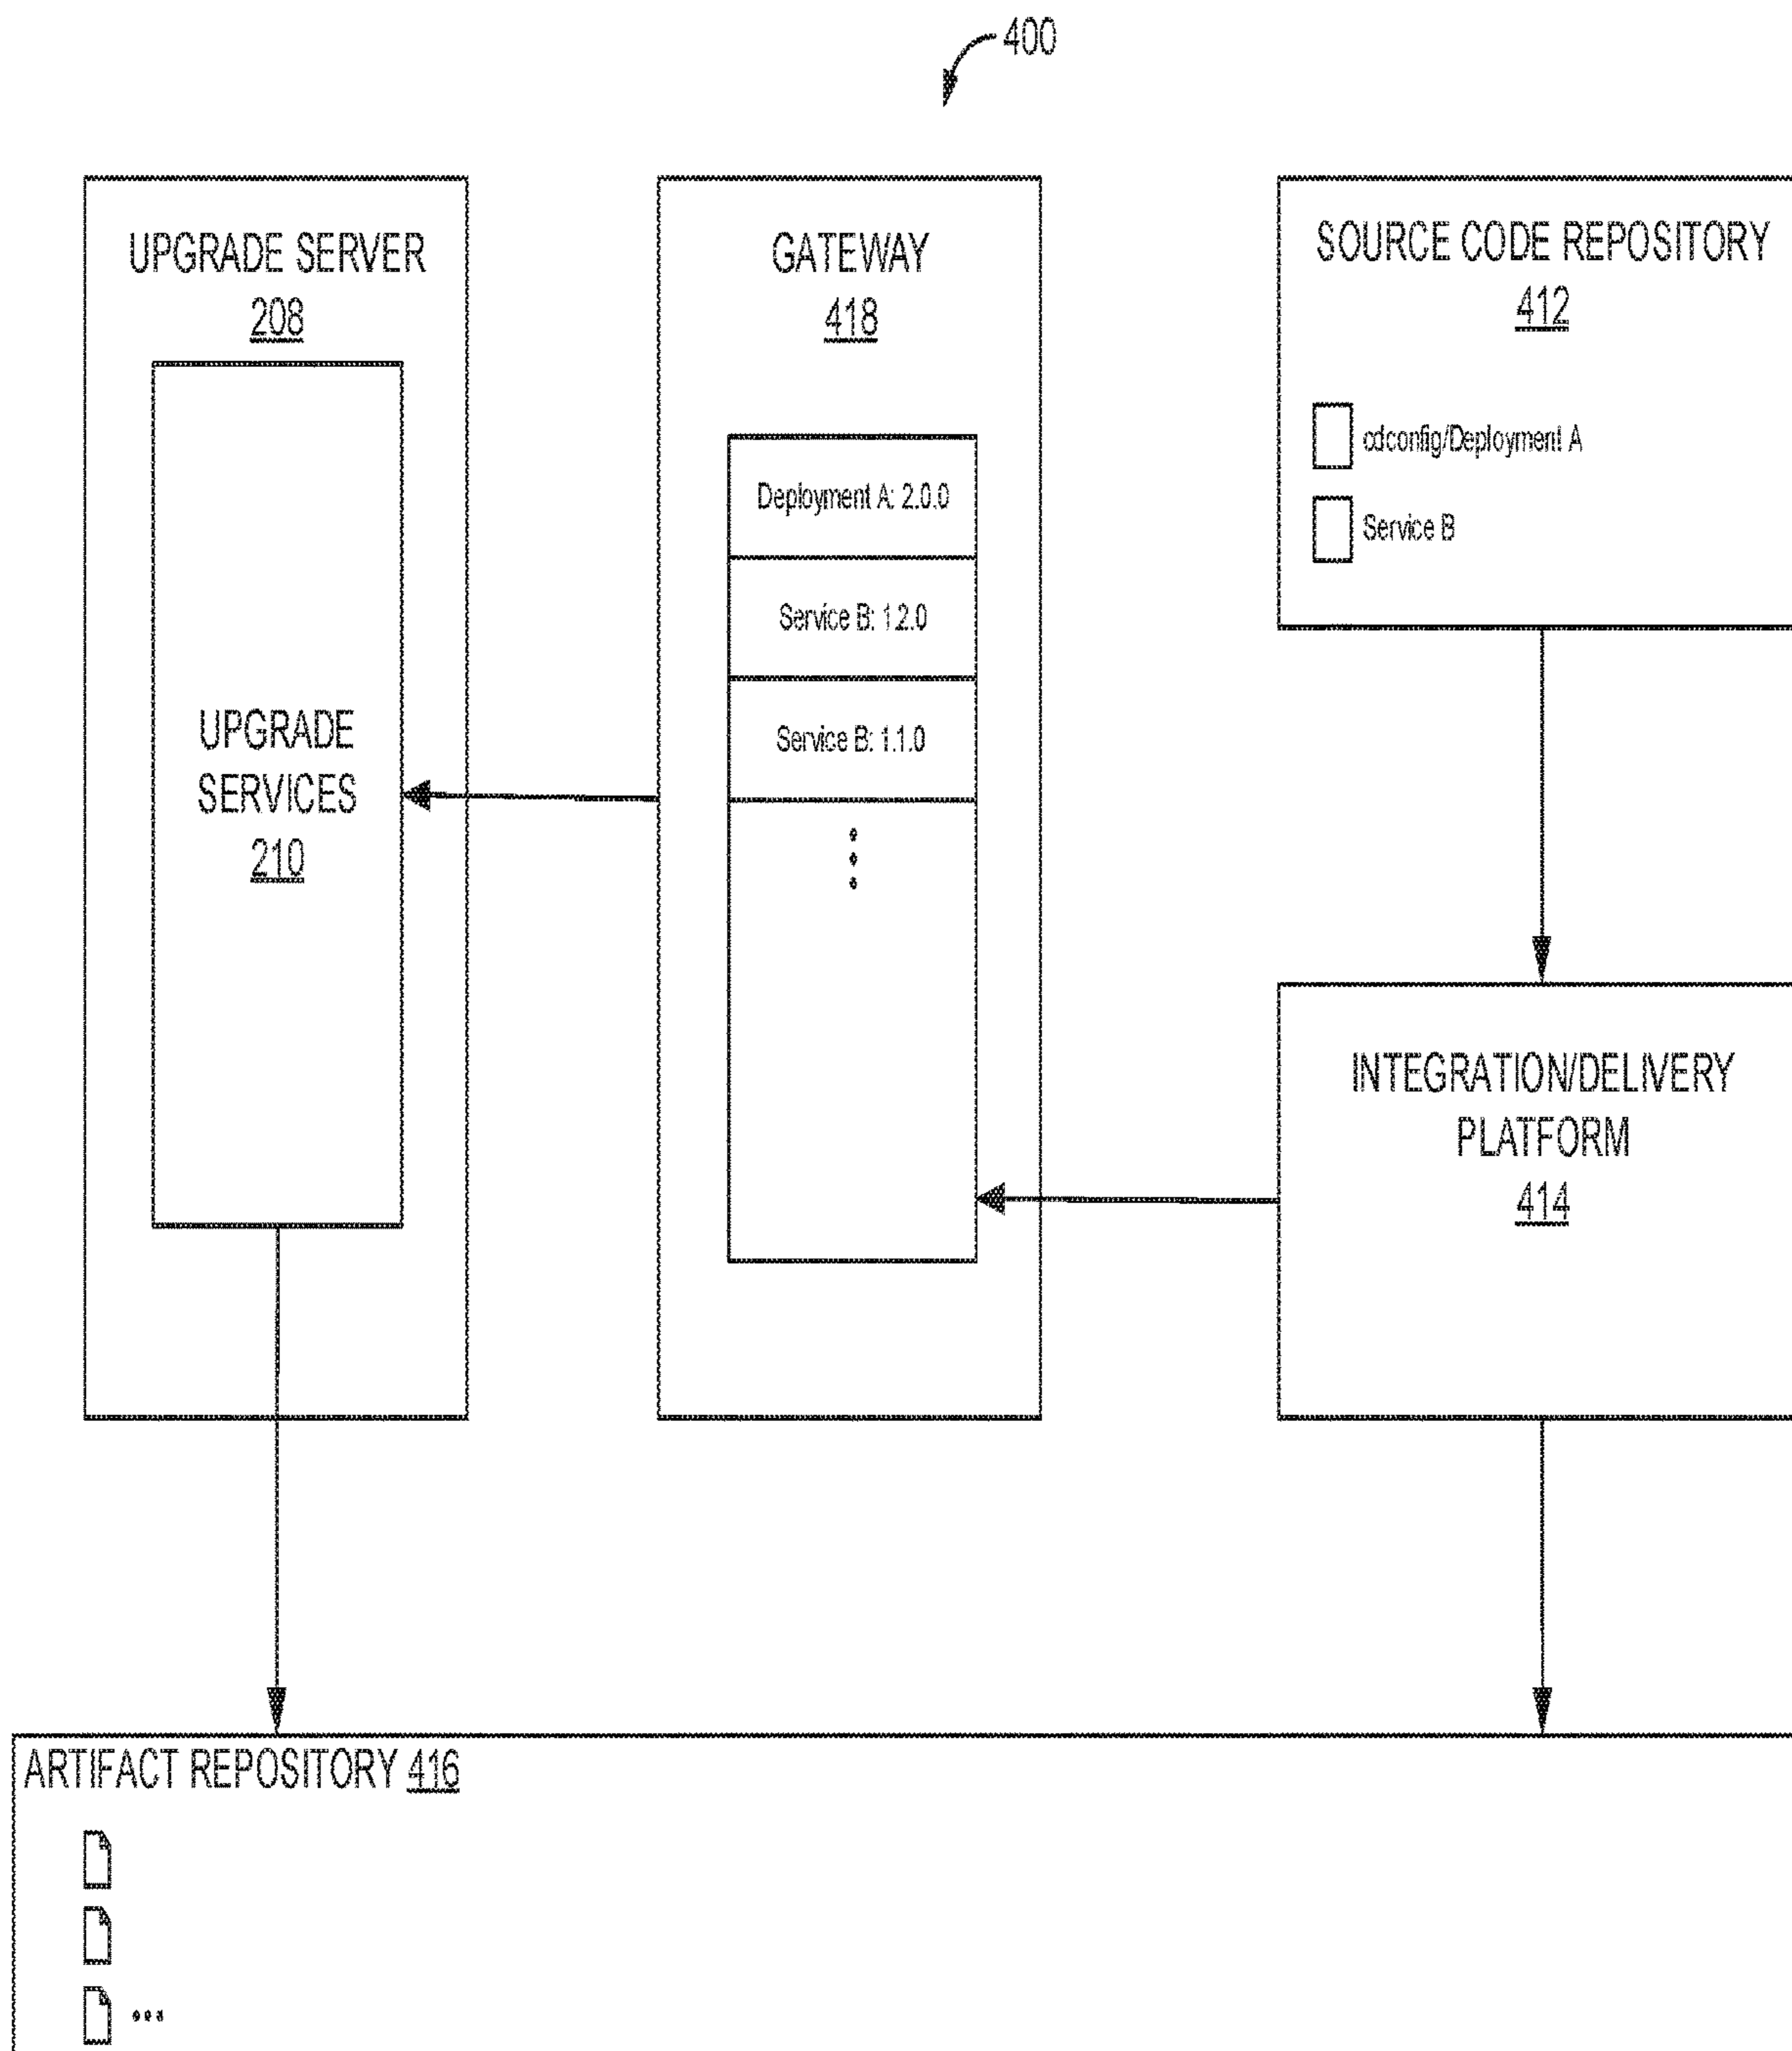 400
UPGRADE SERVER
208
UPGRADE
SERVICES
210
GATEWAY
418
Deployment A: 2.0.0
Service B: 1.2.0
Service B: 1.1.0
SOURCE CODE REPOSITORY
412
cdconfig/Deployment A
Service B
INTEGRATION/DELIVERY
PLATFORM
414
ARTIFACT REPOSITORY 416